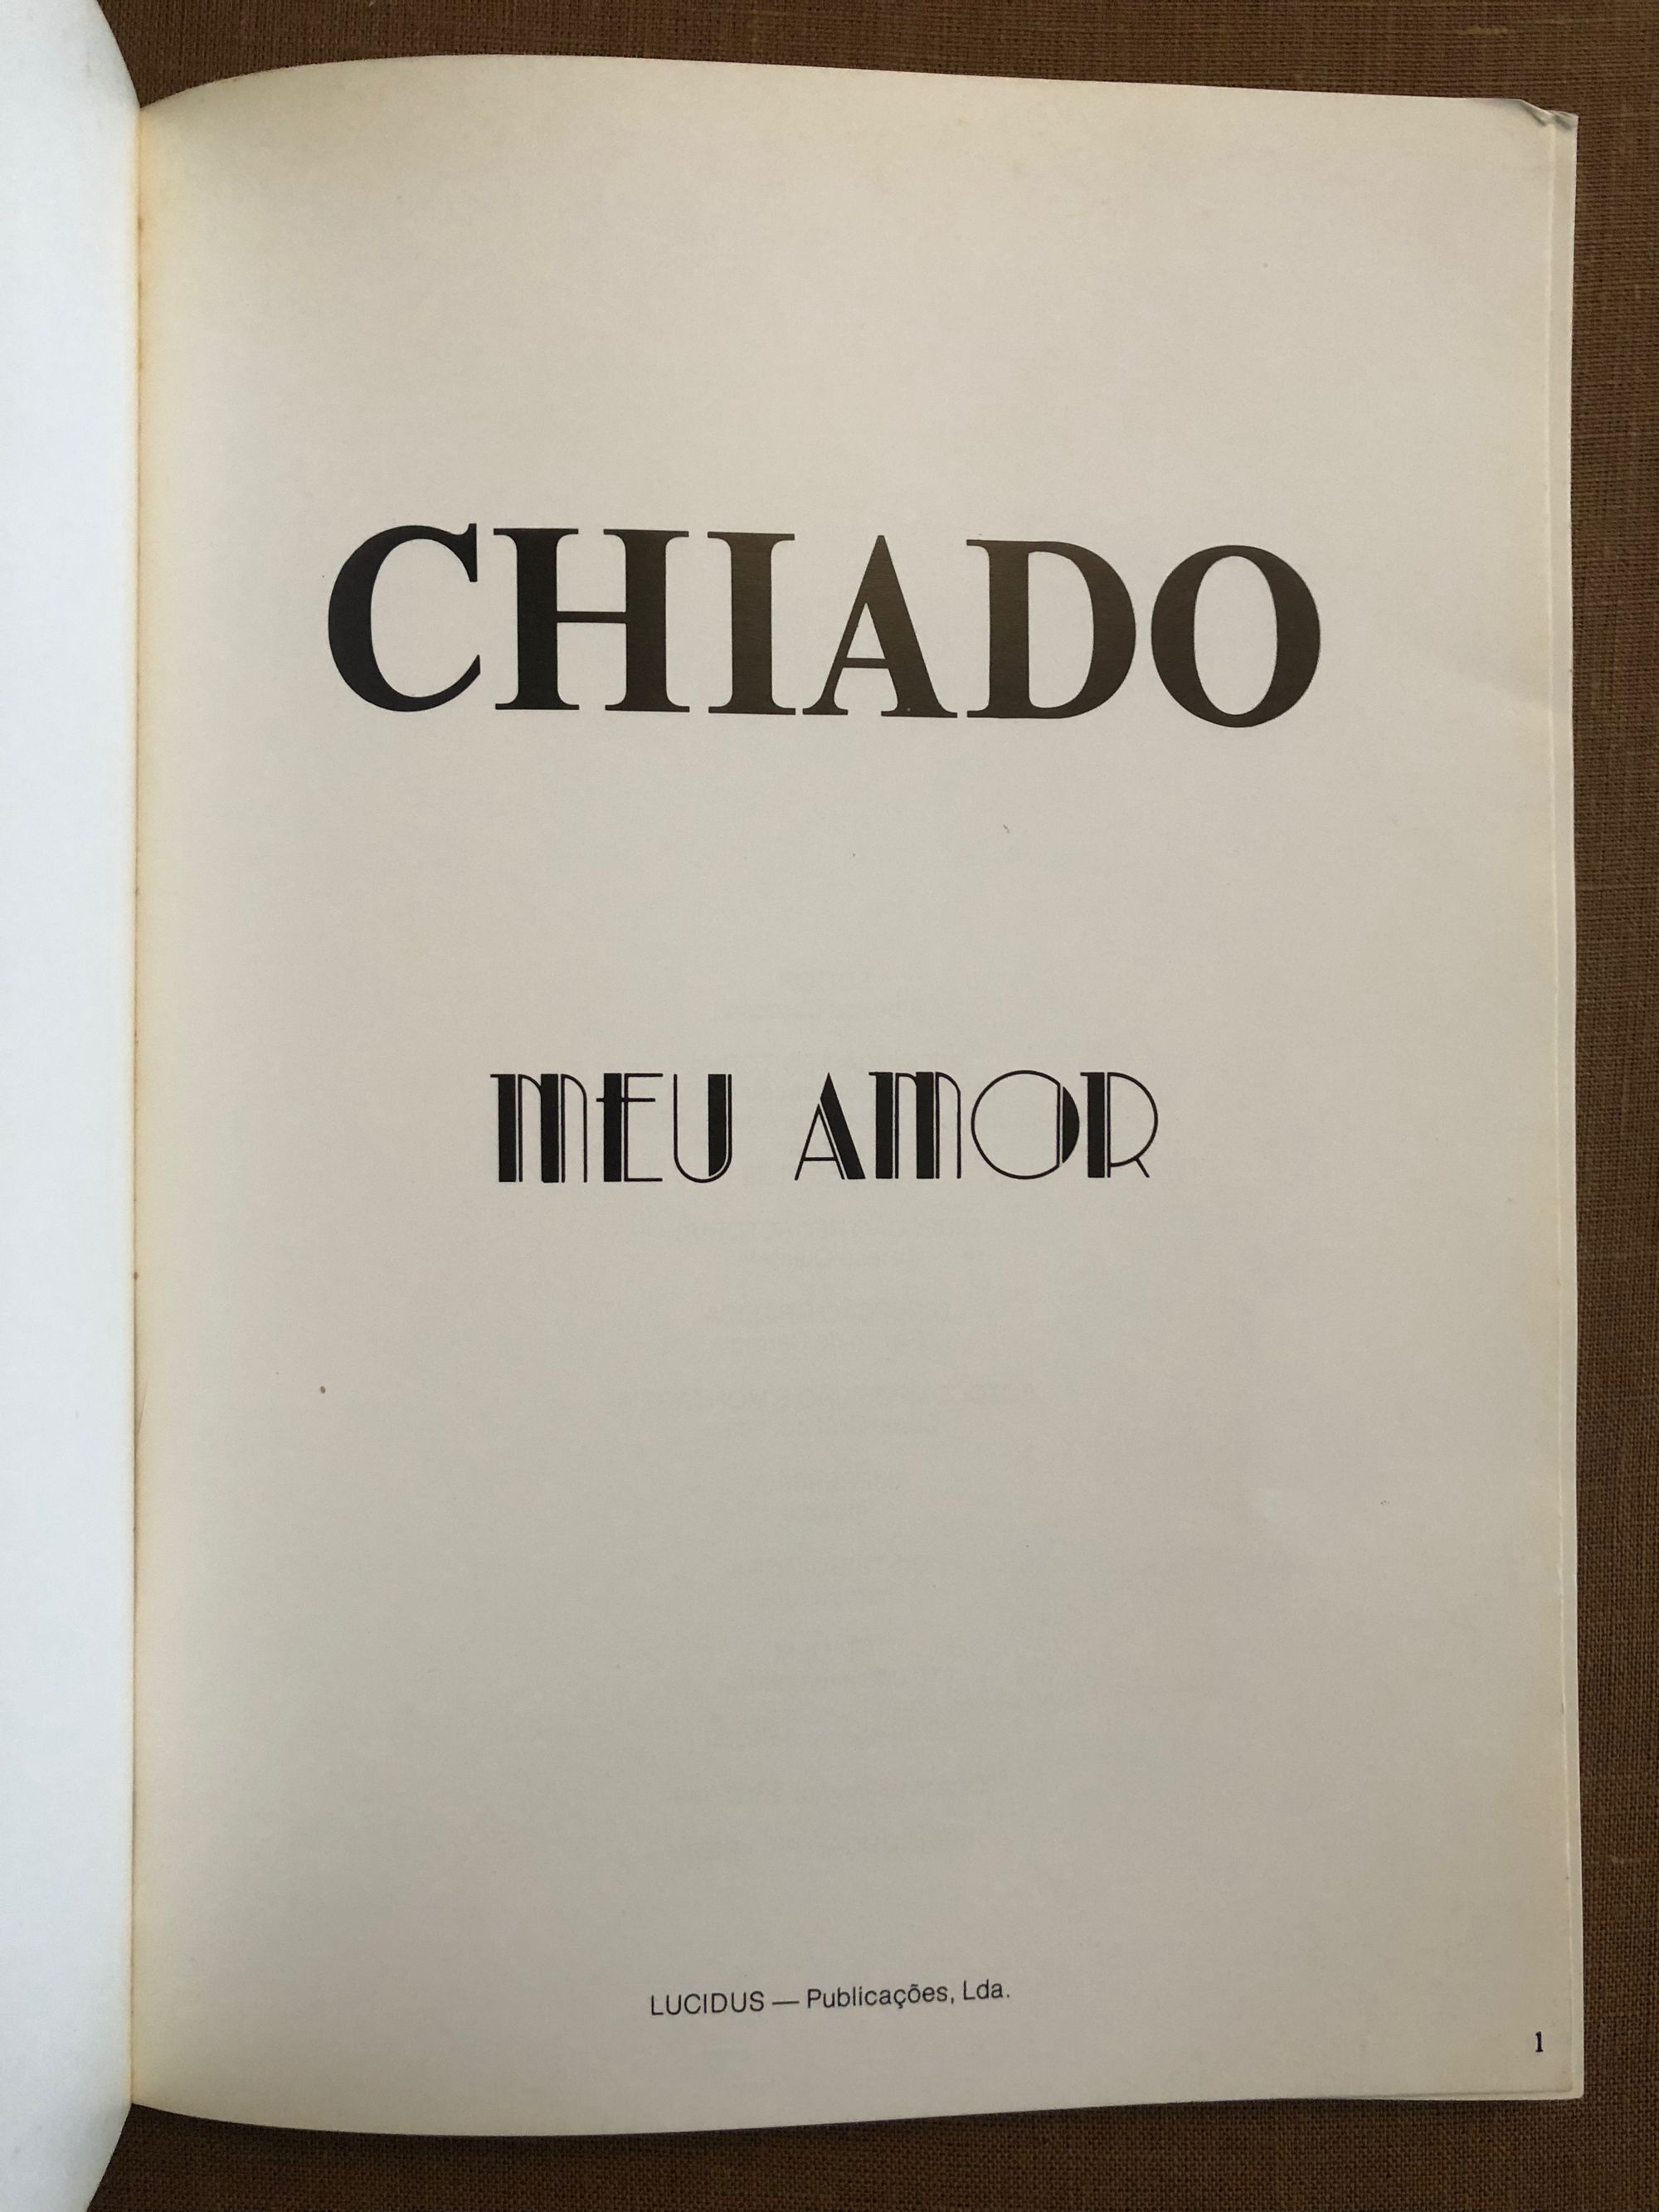 CHIADO
MEU AMOR
LUCIDUS — Publicações, Lda.
1